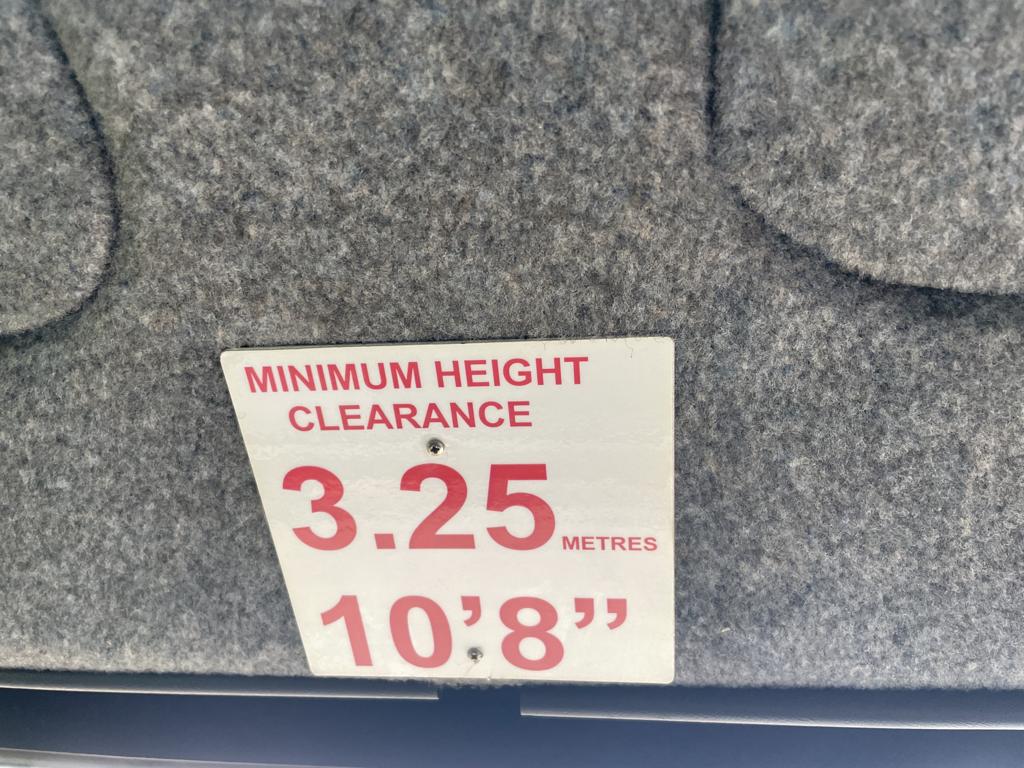 MINIMUM HEIGHT
CLEARANCE
3.25 METRES
10’8”